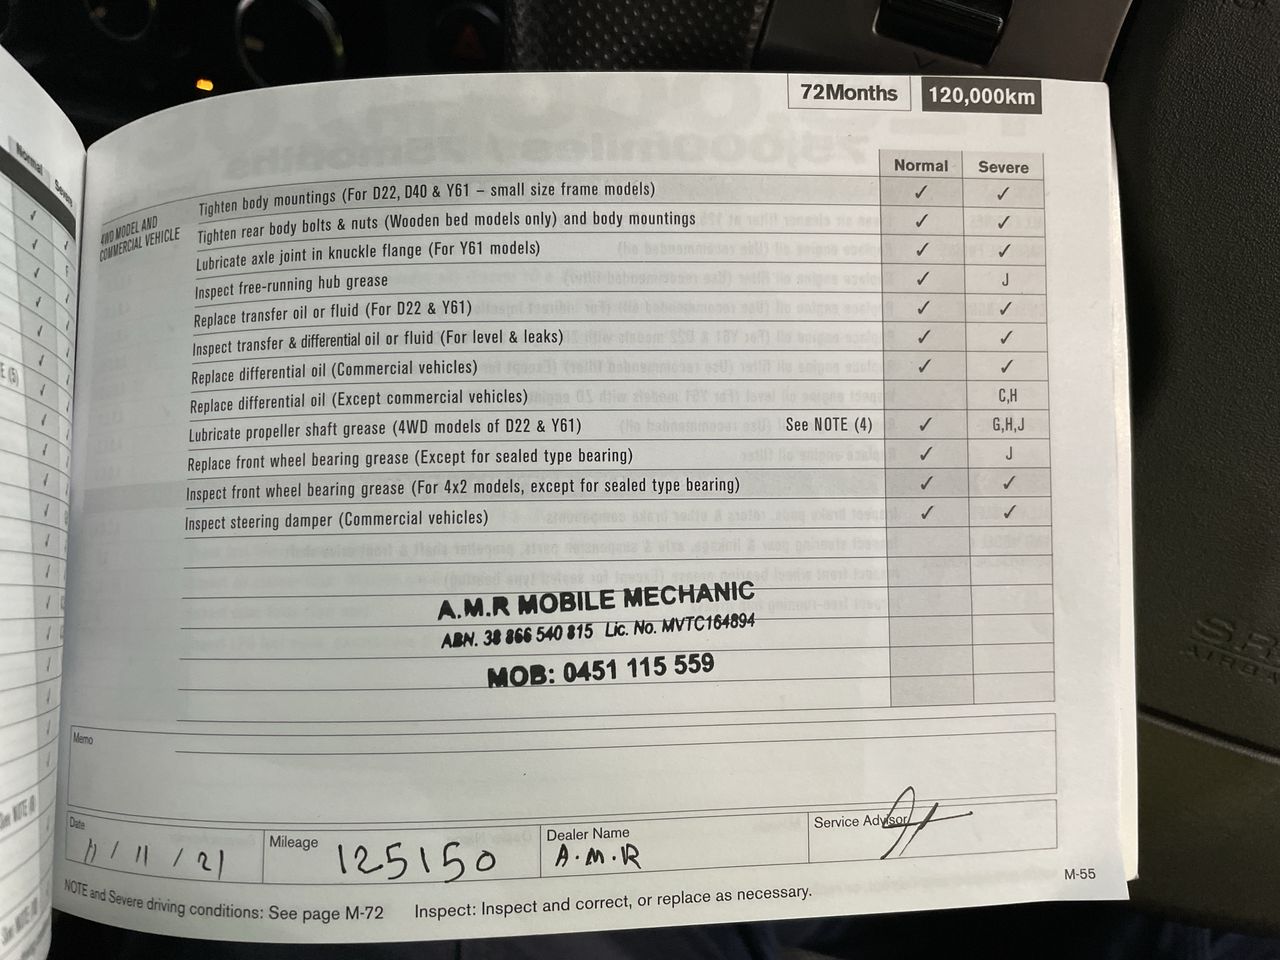 72Months 120,000km
Normal Severe
4WD MODEL AND
COMMERCIAL VEHICLE
Tighten body mountings (For D22, D40 & Y61 – small size frame models) ✓ ✓
Tighten rear body bolts & nuts (Wooden bed models only) and body mountings ✓ ✓
Lubricate axle joint in knuckle flange (For Y61 models) ✓ ✓
Inspect free-running hub grease ✓ J
Replace transfer oil or fluid (For D22 & Y61) ✓ ✓
Inspect transfer & differential oil or fluid (For level & leaks) ✓ ✓
Replace differential oil (Commercial vehicles) ✓ ✓
Replace differential oil (Except commercial vehicles) C,H
Lubricate propeller shaft grease (4WD models of D22 & Y61) See NOTE (4) ✓ G,H,J
Replace front wheel bearing grease (Except for sealed type bearing) ✓ J
Inspect front wheel bearing grease (For 4x2 models, except for sealed type bearing) ✓ ✓
Inspect steering damper (Commercial vehicles) ✓ ✓
A.M.R MOBILE MECHANIC
ABN. 38 866 540 815 Lic. No. MVTC164894
MOB: 0451 115 559
Memo
Date 11/11/21
Mileage 125150
Dealer Name A.M.R
Service Advisor
NOTE and Severe driving conditions: See page M-72 Inspect: Inspect and correct, or replace as necessary.
M-55
Normal Severe